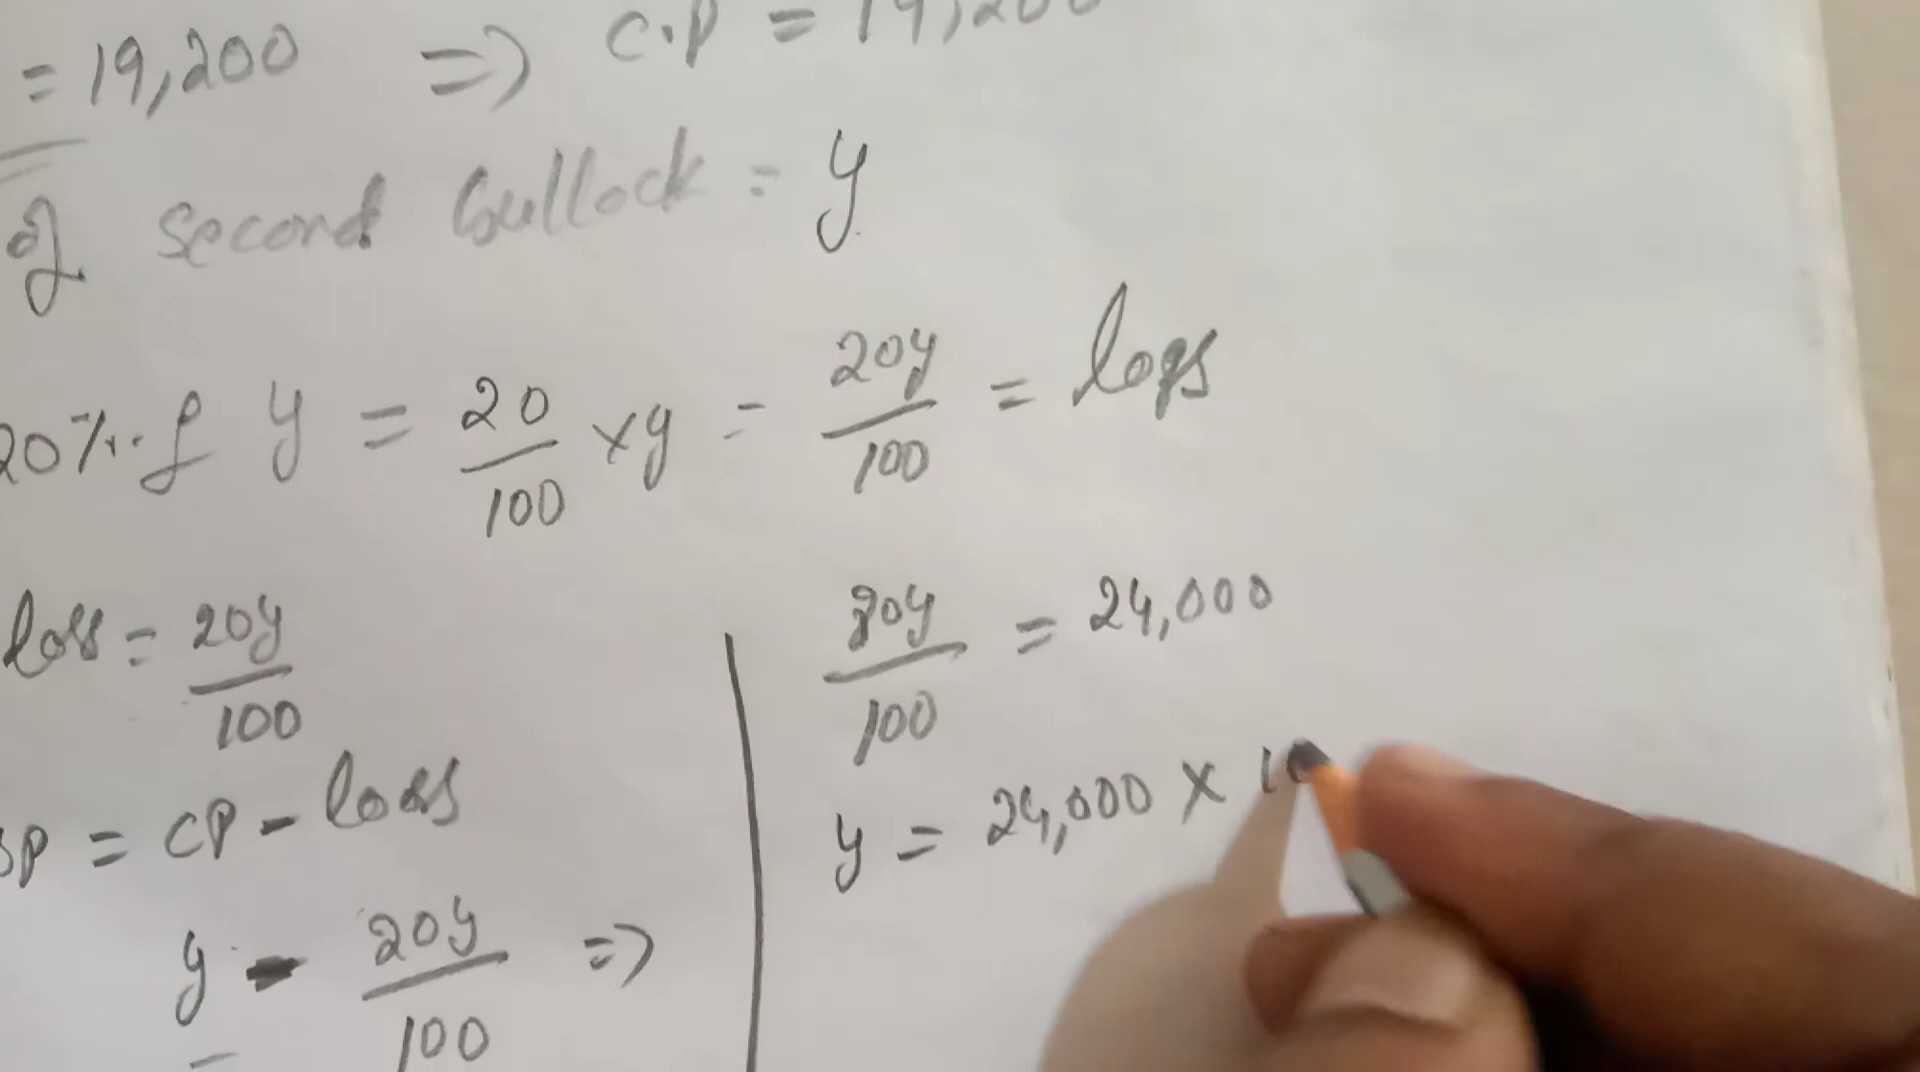 = 19,200 => C.P = 19,200
of second bullock = y
20% of y = 20/100 × y = 20y/100 = loss
loss = 20y/100
SP = CP - loss
y - 20y/100 =>
80y/100 = 24,000
y = 24,000 × 10